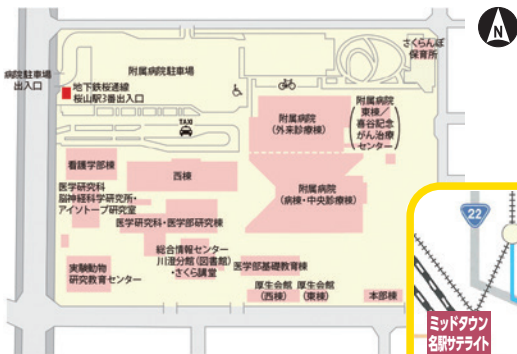 N
さくらんぼ
保育所
附属病院駐車場
病院駐車場
出入口
地下鉄桜通線
桜山駅3番出入口
TAXI
附属病院
(外来診療棟)
附属病院
東棟/
喜谷記念
がん治療
センター
看護学部棟
西棟
医学研究科
脳神経科学研究所・
アイソトープ研究室
附属病院
(病棟・中央診療棟)
医学研究科・医学部研究棟
22
総合情報センター
川澄分館(図書館)
・さくら講堂
医学部基礎教育棟
実験動物
研究教育センター
厚生会館
(西棟)
厚生会館
(東棟)
本部棟
ミッドタウン
名駅サテライト